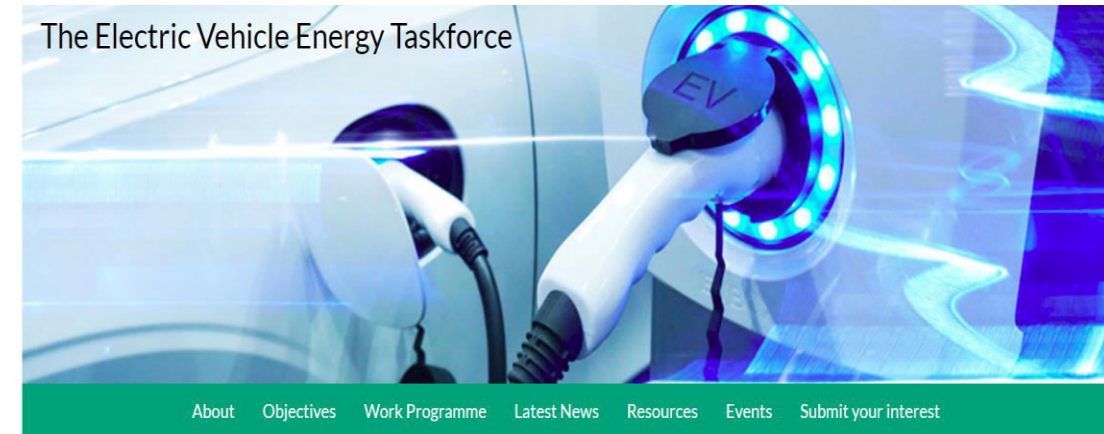 The Electric Vehicle Energy Taskforce
EV
About Objectives Work Programme Latest News Resources Events Submit your interest